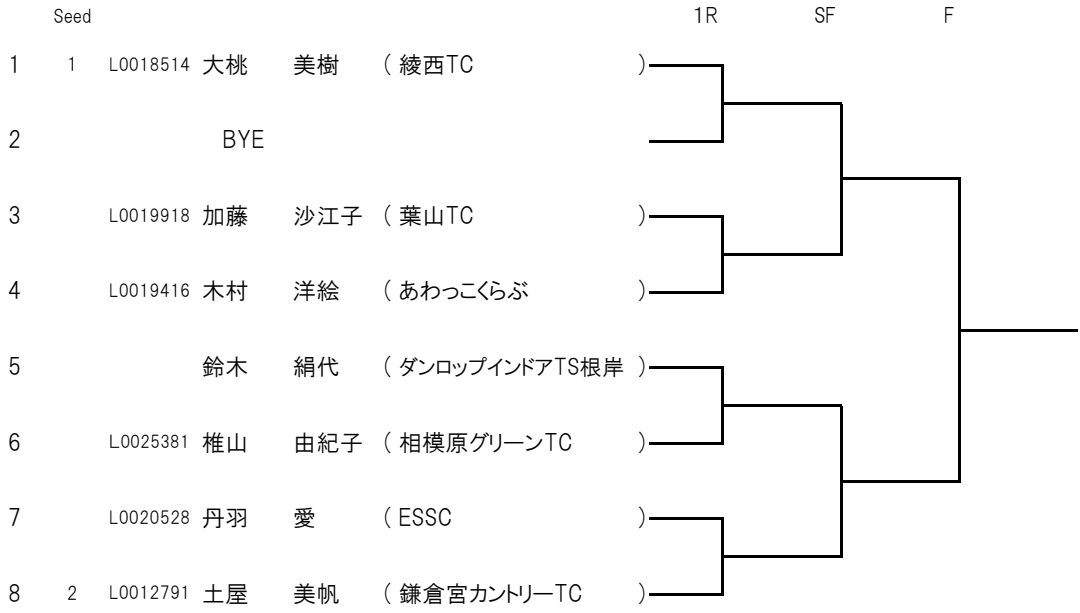 Seed 1R SF F
1 1 L0018514 大桃 美樹 ( 綾西TC )
2 BYE
3 L0019918 加藤 沙江子 ( 葉山TC )
4 L0019416 木村 洋絵 ( あわっこくらぶ )
5 鈴木 絹代 ( ダンロップインドアTS根岸 )
6 L0025381 椎山 由紀子 ( 相模原グリーンTC )
7 L0020528 丹羽 愛 ( ESSC )
8 2 L0012791 土屋 美帆 ( 鎌倉宮カントリーTC )